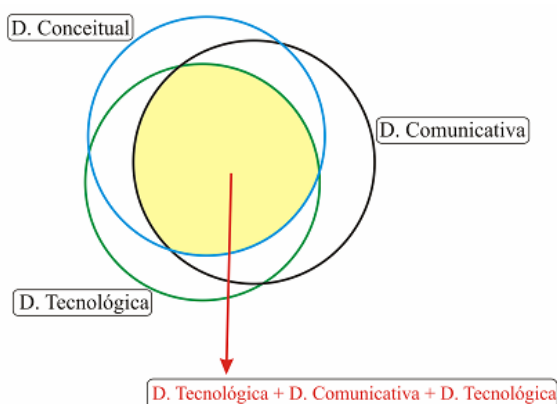 D. Conceitual
D. Comunicativa
D. Tecnológica
D. Tecnológica + D. Comunicativa + D. Tecnológica